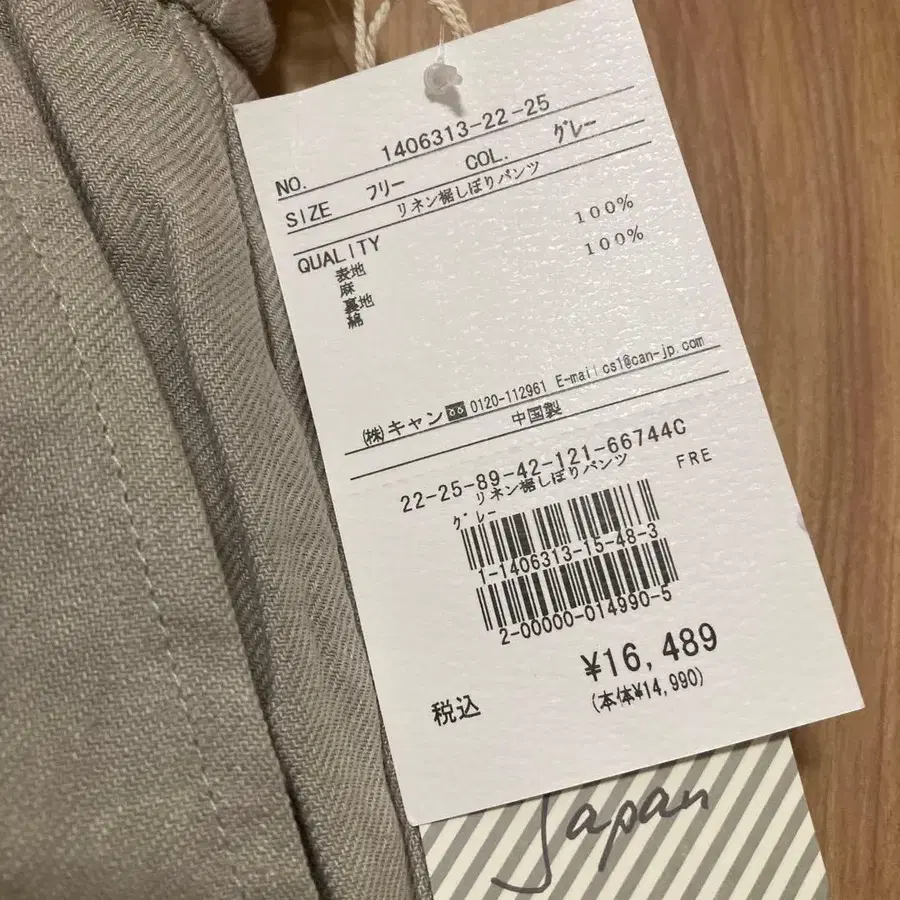 NO. 1406313-22-25
SIZE フリー COL. グレー
リネン裾しぼりパンツ
QUALITY
表地
麻 100%
裏地
綿 100%
㈱キャン 0120-112961 E-mail cs1@can-jp.com
中国製
22-25-89-42-121-66744C
リネン裾しぼりパンツ FRE
グレー
1-1406313-15-48-3
2-00000-014990-5
¥16,489
税込 (本体¥14,990)
Japan